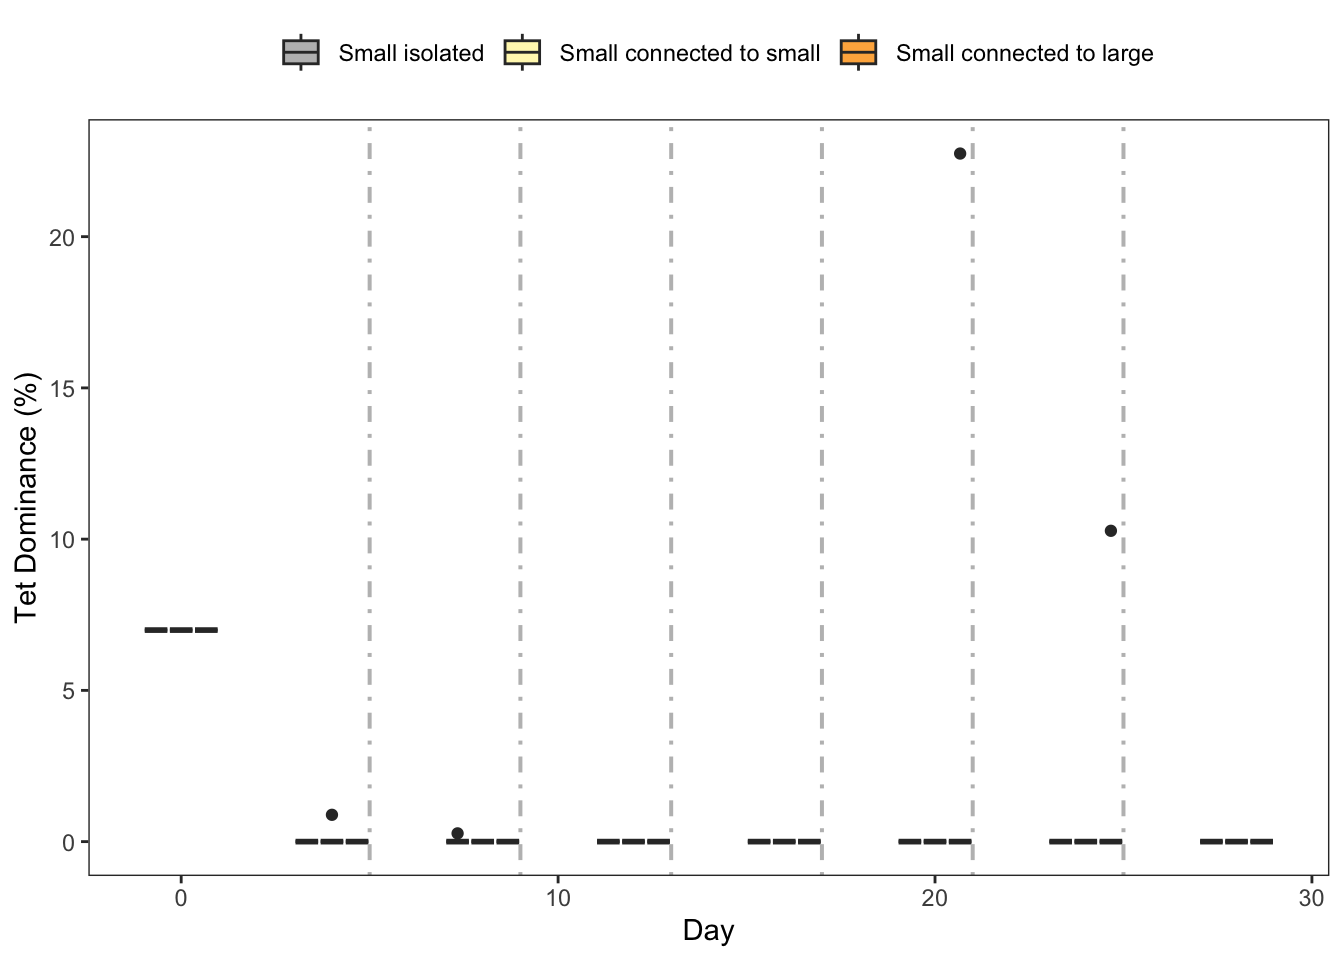 Small isolated
Small connected to small
Small connected to large
Tet Dominance (%)
20
15
10
5
0
0
10
20
30
Day